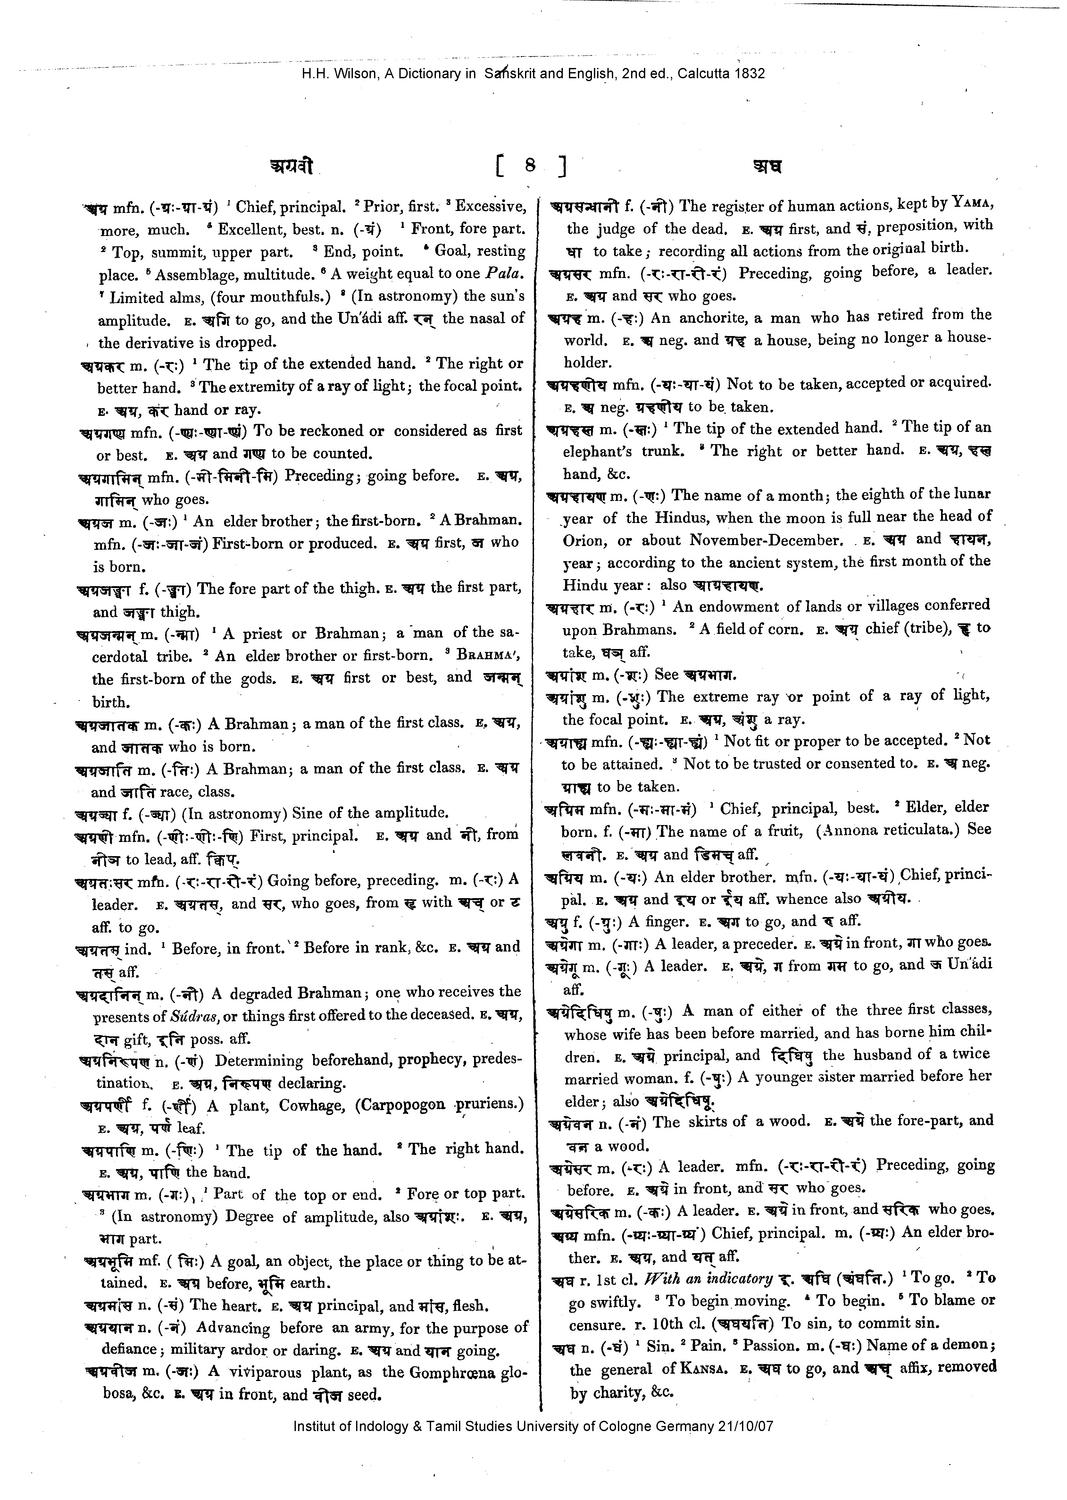 H.H. Wilson, A Dictionary in Sanskrit and English, 2nd ed., Calcutta 1832
अग्रवी [ 8 ] अघ
अग्र mfn. (-ग्रः-ग्रा-ग्रं) ¹ Chief, principal. ² Prior, first. ³ Excessive,
more, much. ⁴ Excellent, best. n. (-ग्रं) ¹ Front, fore part.
² Top, summit, upper part. ³ End, point. ⁴ Goal, resting
place. ⁵ Assemblage, multitude. ⁶ A weight equal to one Pala.
⁷ Limited alms, (four mouthfuls.) ⁸ (In astronomy) the sun's
amplitude. E. अगि to go, and the Un'ádi aff. रन् the nasal of
the derivative is dropped.
अग्रकर m. (-रः) ¹ The tip of the extended hand. ² The right or
better hand. ³ The extremity of a ray of light; the focal point.
E. अग्र, कर hand or ray.
अग्रगण्य mfn. (-ण्यः-ण्या-ण्यं) To be reckoned or considered as first
or best. E. अग्र and गण्य to be counted.
अग्रगामिन् mfn. (-मी-मिनी-मि) Preceding; going before. E. अग्र,
गामिन् who goes.
अग्रज m. (-जः) ¹ An elder brother; the first-born. ² A Brahman.
mfn. (-जः-जा-जं) First-born or produced. E. अग्र first, ज who
is born.
अग्रजङ्घा f. (-ङ्घा) The fore part of the thigh. E. अग्र the first part,
and जङ्घा thigh.
अग्रजन्मन् m. (-न्मा) ¹ A priest or Brahman; a man of the sa-
cerdotal tribe. ² An elder brother or first-born. ³ BRAHMA',
the first-born of the gods. E. अग्र first or best, and जन्मन्
birth.
अग्रजातक m. (-कः) A Brahman; a man of the first class. E. अग्र,
and जातक who is born.
अग्रजाति m. (-तिः) A Brahman; a man of the first class. E. अग्र
and जाति race, class.
अग्रज्या f. (-ज्या) (In astronomy) Sine of the amplitude.
अग्रणी mfn. (-णीः-णीः-णि) First, principal. E. अग्र and नी, from
नीञ to lead, aff. क्विप्.
अग्रतःसर mfn. (-रः-रा-री-रं) Going before, preceding. m. (-रः) A
leader. E. अग्रतस्, and सर, who goes, from सृ with अच् or ट
aff. to go.
अग्रतस् ind. ¹ Before, in front. ² Before in rank, &c. E. अग्र and
तस् aff.
अग्रदानिन् m. (-नी) A degraded Brahman; one who receives the
presents of Súdras, or things first offered to the deceased. E. अग्र,
दान gift, इनि poss. aff.
अग्रनिरूपण n. (-णं) Determining beforehand, prophecy, predes-
tination. E. अग्र, निरूपण declaring.
अग्रपर्णी f. (-र्णी) A plant, Cowhage, (Carpopogon pruriens.)
E. अग्र, पर्ण leaf.
अग्रपाणि m. (-णिः) ¹ The tip of the hand. ² The right hand.
E. अग्र, पाणि the hand.
अग्रभाग m. (-गः), ¹ Part of the top or end. ² Fore or top part.
³ (In astronomy) Degree of amplitude, also अग्रांशः. E. अग्र,
भाग part.
अग्रभूमि mf. ( मिः) A goal, an object, the place or thing to be at-
tained. E. अग्र before, भूमि earth.
अग्रमांस n. (-सं) The heart. E. अग्र principal, and मांस, flesh.
अग्रयान n. (-नं) Advancing before an army, for the purpose of
defiance; military ardor or daring. E. अग्र and यान going.
अग्रवीज m. (-जः) A viviparous plant, as the Gomphrœna glo-
bosa, &c. E. अग्र in front, and वीज seed.
अग्रसन्धानी f. (-नी) The register of human actions, kept by YAMA,
the judge of the dead. E. अग्र first, and सं, preposition, with
धा to take; recording all actions from the original birth.
अग्रसर mfn. (-रः-रा-री-रं) Preceding, going before, a leader.
E. अग्र and सर who goes.
अग्रह m. (-हः) An anchorite, a man who has retired from the
world. E. अ neg. and ग्रह a house, being no longer a house-
holder.
अग्रहणीय mfn. (-यः-या-यं) Not to be taken, accepted or acquired.
E. अ neg. ग्रहणीय to be taken.
अग्रहस्त m. (-स्तः) ¹ The tip of the extended hand. ² The tip of an
elephant's trunk. ³ The right or better hand. E. अग्र, हस्त
hand, &c.
अग्रहायण m. (-णः) The name of a month; the eighth of the lunar
year of the Hindus, when the moon is full near the head of
Orion, or about November-December. E. अग्र and हायन,
year; according to the ancient system, the first month of the
Hindu year: also आग्रहायण.
अग्रहार m. (-रः) ¹ An endowment of lands or villages conferred
upon Brahmans. ² A field of corn. E. अग्र chief (tribe), हृ to
take, घञ् aff.
अग्रांश m. (-शः) See अग्रभाग.
अग्रांशु m. (-शुः) The extreme ray or point of a ray of light,
the focal point. E. अग्र, अंशु a ray.
अग्राह्य mfn. (-ह्यः-ह्या-ह्यं) ¹ Not fit or proper to be accepted. ² Not
to be attained. ³ Not to be trusted or consented to. E. अ neg.
ग्राह्य to be taken.
अग्रिम mfn. (-मः-मा-मं) ¹ Chief, principal, best. ² Elder, elder
born. f. (-मा) The name of a fruit, (Annona reticulata.) See
लवनी. E. अग्र and डिमच् aff.
अग्रिय m. (-यः) An elder brother. mfn. (-यः-या-यं) Chief, princi-
pal. E. अग्र and इय or ईय aff. whence also अग्रीय.
अग्रु f. (-ग्रुः) A finger. E. अग to go, and रु aff.
अग्रेगा m. (-गाः) A leader, a preceder. E. अग्रे in front, गा who goes.
अग्रेगू m. (-गूः) A leader. E. अग्रे, ग from गम to go, and ऊ Un'ádi
aff.
अग्रेदिधिषु m. (-षुः) A man of either of the three first classes,
whose wife has been before married, and has borne him chil-
dren. E. अग्रे principal, and दिधिषु the husband of a twice
married woman. f. (-षुः) A younger sister married before her
elder; also अग्रेदिधिषू.
अग्रेवन n. (-नं) The skirts of a wood. E. अग्रे the fore-part, and
वन a wood.
अग्रेसर m. (-रः) A leader. mfn. (-रः-रा-री-रं) Preceding, going
before. E. अग्रे in front, and सर who goes.
अग्रेसरिक m. (-कः) A leader. E. अग्रे in front, and सरिक who goes.
अग्र्य mfn. (-ग्र्यः-ग्र्या-ग्र्यं) Chief, principal. m. (-ग्र्यः) An elder bro-
ther. E. अग्र, and यत् aff.
अघ r. 1st cl. With an indicatory इ. अघि (अंघति.) ¹ To go. ² To
go swiftly. ³ To begin moving. ⁴ To begin. ⁵ To blame or
censure. r. 10th cl. (अघयति) To sin, to commit sin.
अघ n. (-घं) ¹ Sin. ² Pain. ³ Passion. m. (-घः) Name of a demon;
the general of KANSA. E. अघ to go, and अच् affix, removed
by charity, &c.
Institut of Indology & Tamil Studies University of Cologne Germany 21/10/07